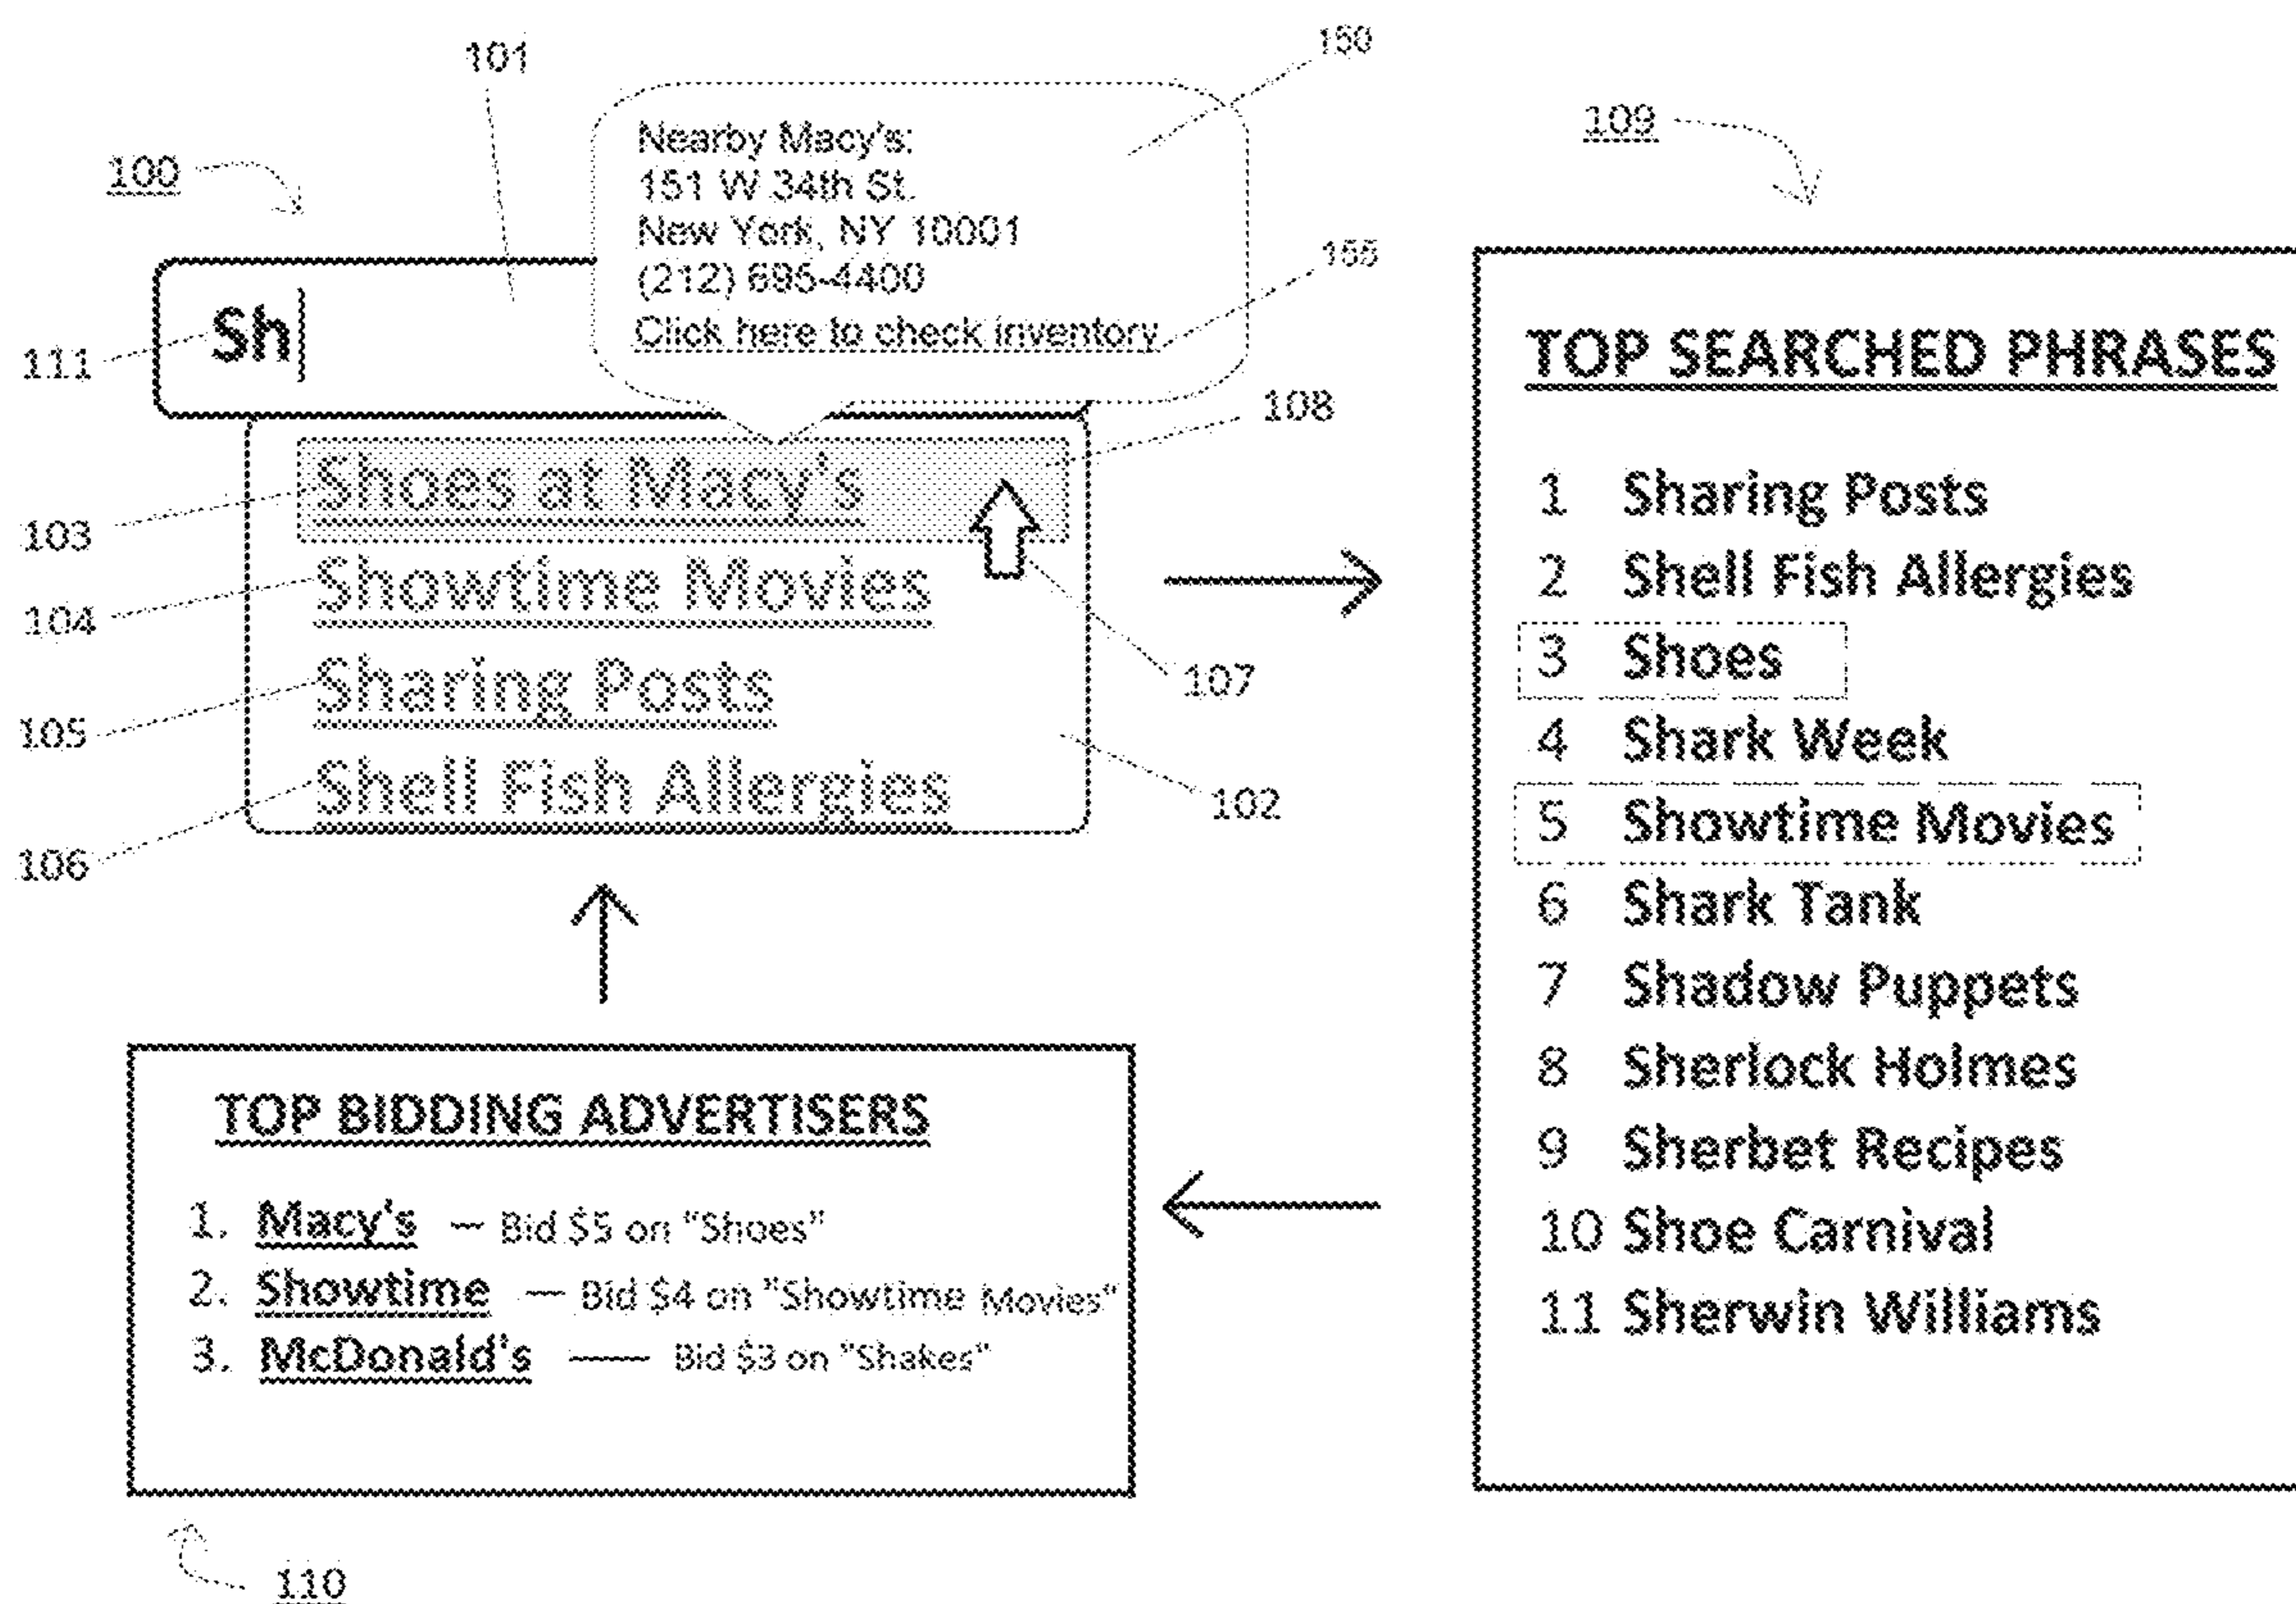 101
150
100
109
Nearby Macy's:
151 W 34th St.
New York, NY 10001
(212) 695-4400
Click here to check inventory
155
Sh
111
108
Shoes at Macy's
103
Showtime Movies
104
Sharing Posts
105
107
Shell Fish Allergies
106
102
TOP SEARCHED PHRASES
1 Sharing Posts
2 Shell Fish Allergies
3 Shoes
4 Shark Week
5 Showtime Movies
6 Shark Tank
7 Shadow Puppets
8 Sherlock Holmes
9 Sherbet Recipes
10 Shoe Carnival
11 Sherwin Williams
TOP BIDDING ADVERTISERS
1. Macy's — Bid $5 on "Shoes"
2. Showtime — Bid $4 on "Showtime Movies"
3. McDonald's — Bid $3 on "Shakes"
110